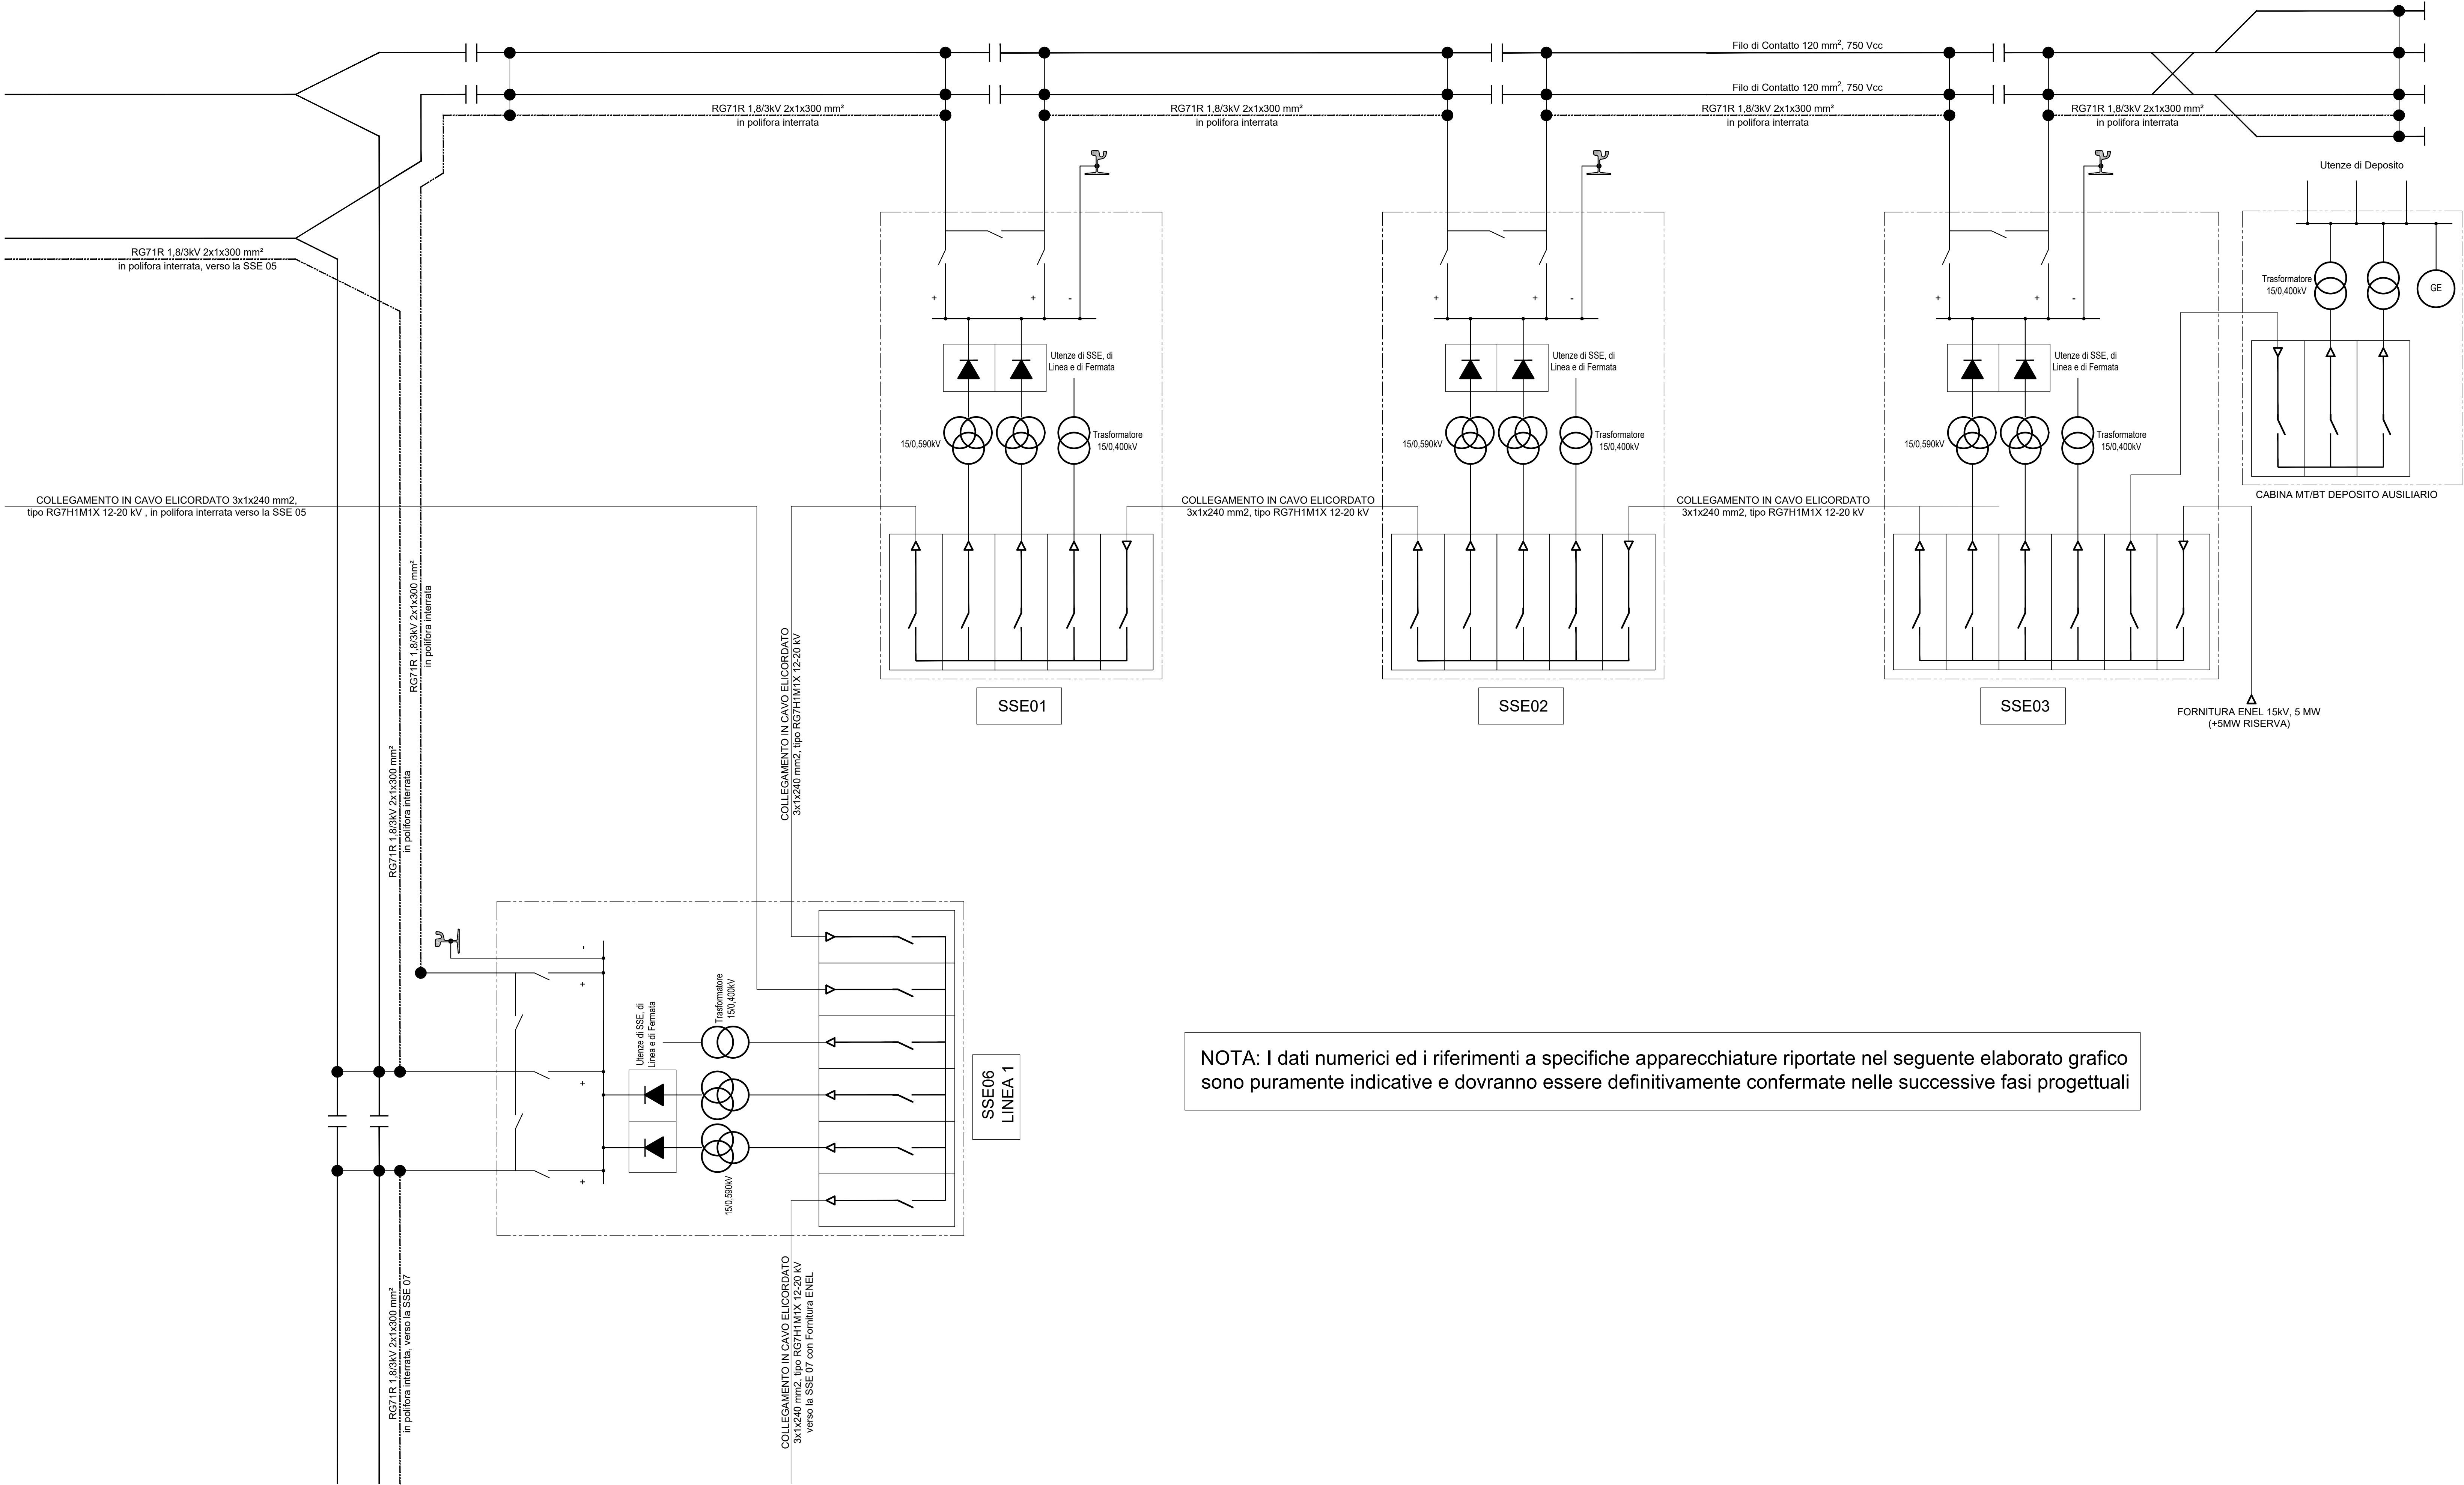 Filo di Contatto 120 mm², 750 Vcc
Filo di Contatto 120 mm², 750 Vcc
RG71R 1,8/3kV 2x1x300 mm²
in polifora interrata
RG71R 1,8/3kV 2x1x300 mm²
in polifora interrata
RG71R 1,8/3kV 2x1x300 mm²
in polifora interrata
RG71R 1,8/3kV 2x1x300 mm²
in polifora interrata
Utenze di Deposito
RG71R 1,8/3kV 2x1x300 mm²
in polifora interrata, verso la SSE 05
Trasformatore
15/0,400kV
GE
+
+
-
+
+
-
+
+
-
Utenze di SSE, di
Linea e di Fermata
Utenze di SSE, di
Linea e di Fermata
Utenze di SSE, di
Linea e di Fermata
15/0,590kV
Trasformatore
15/0,400kV
15/0,590kV
Trasformatore
15/0,400kV
15/0,590kV
Trasformatore
15/0,400kV
CABINA MT/BT DEPOSITO AUSILIARIO
COLLEGAMENTO IN CAVO ELICORDATO 3x1x240 mm2,
tipo RG7H1M1X 12-20 kV , in polifora interrata verso la SSE 05
COLLEGAMENTO IN CAVO ELICORDATO
3x1x240 mm2, tipo RG7H1M1X 12-20 kV
COLLEGAMENTO IN CAVO ELICORDATO
3x1x240 mm2, tipo RG7H1M1X 12-20 kV
RG71R 1,8/3kV 2x1x300 mm²
in polifora interrata
COLLEGAMENTO IN CAVO ELICORDATO
3x1x240 mm2, tipo RG7H1M1X 12-20 kV
SSE01
SSE02
SSE03
FORNITURA ENEL 15kV, 5 MW
(+5MW RISERVA)
RG71R 1,8/3kV 2x1x300 mm²
in polifora interrata
-
+
+
+
Utenze di SSE, di
Linea e di Fermata
Trasformatore
15/0,400kV
15/0,590kV
SSE06
LINEA 1
NOTA: I dati numerici ed i riferimenti a specifiche apparecchiature riportate nel seguente elaborato grafico
sono puramente indicative e dovranno essere definitivamente confermate nelle successive fasi progettuali
RG71R 1,8/3kV 2x1x300 mm²
in polifora interrata, verso la SSE 07
COLLEGAMENTO IN CAVO ELICORDATO
3x1x240 mm2, tipo RG7H1M1X 12-20 kV
verso la SSE 07 con Fornitura ENEL